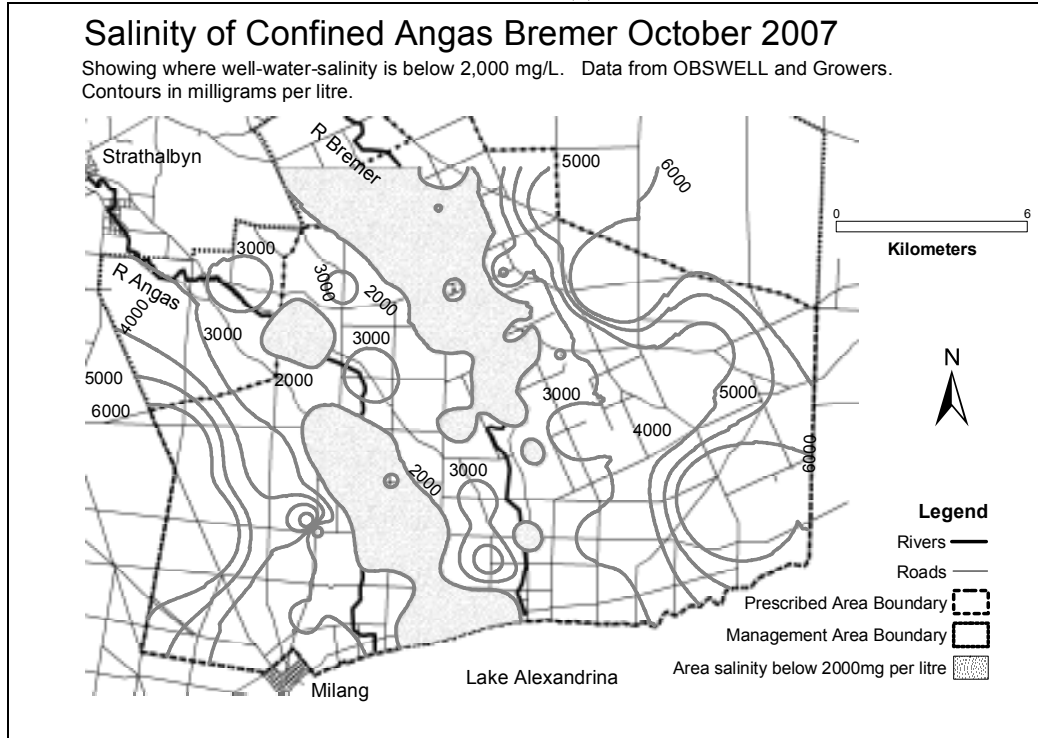 Salinity of Confined Angas Bremer October 2007
Showing where well-water-salinity is below 2,000 mg/L. Data from OBSWELL and Growers.
Contours in milligrams per litre.
R Bremer
Strathalbyn
5000
6000
0
6
Kilometers
3000
R Angas
3000
2000
4000
3000
3000
N
5000
2000
3000
5000
6000
4000
6000
2000
3000
Legend
Rivers
Roads
Prescribed Area Boundary
Management Area Boundary
Area salinity below 2000mg per litre
Lake Alexandrina
Milang